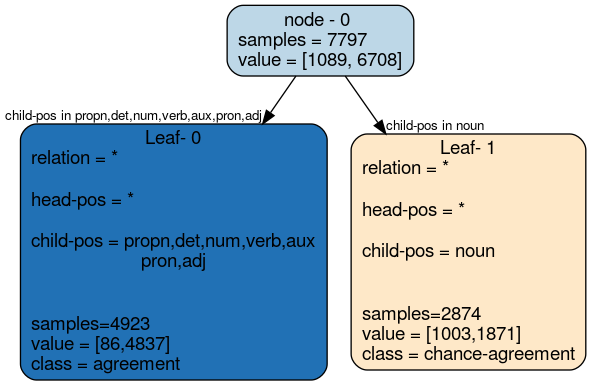 node - 0
samples = 7797
value = [1089, 6708]
child-pos in propn,det,num,verb,aux,pron,adj
child-pos in noun
Leaf- 0
relation = *
head-pos = *
child-pos = propn,det,num,verb,aux
pron,adj
samples=4923
value = [86,4837]
class = agreement
Leaf- 1
relation = *
head-pos = *
child-pos = noun
samples=2874
value = [1003,1871]
class = chance-agreement